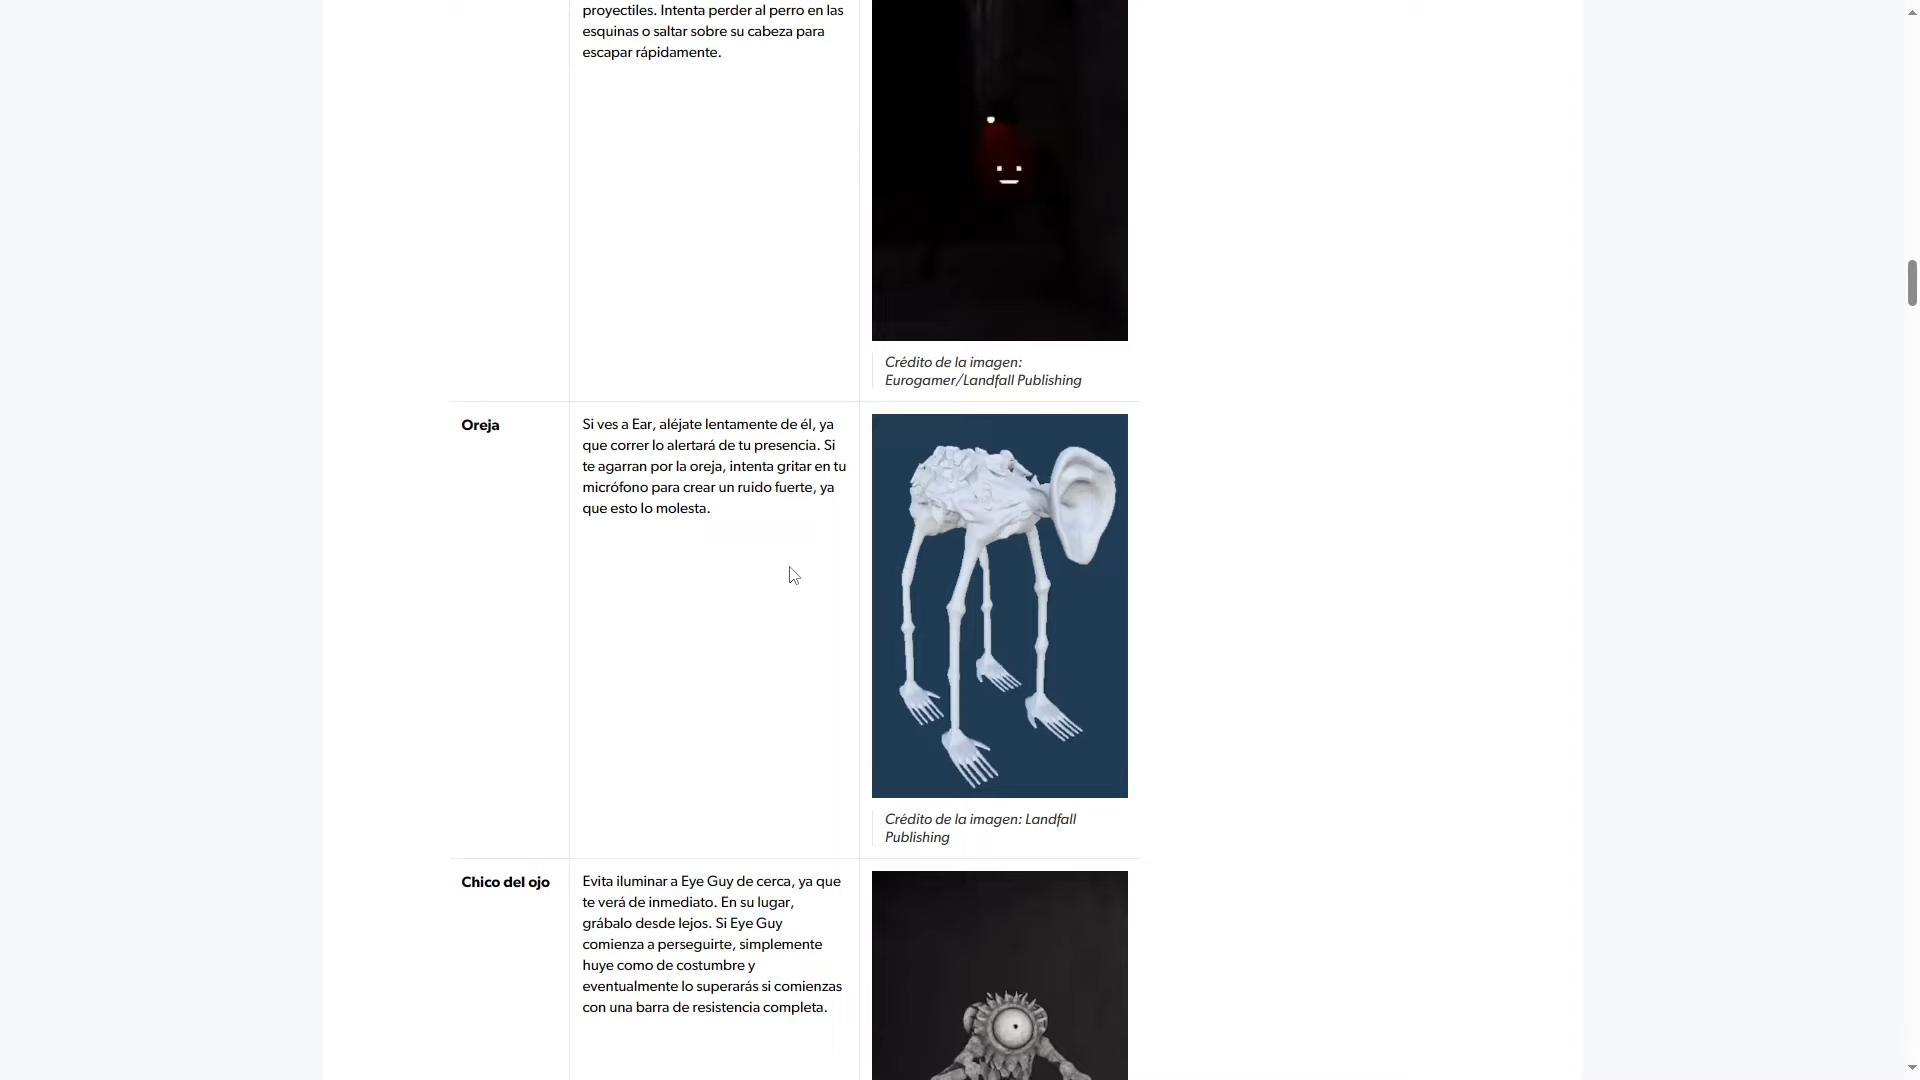 proyectiles. Intenta perder al perro en las
esquinas o saltar sobre su cabeza para
escapar rápidamente.
Crédito de la imagen:
Eurogamer/Landfall Publishing
Oreja
Si ves a Ear, aléjate lentamente de él, ya
que correr lo alertará de tu presencia. Si
te agarran por la oreja, intenta gritar en tu
micrófono para crear un ruido fuerte, ya
que esto lo molesta.
Crédito de la imagen: Landfall
Publishing
Chico del ojo
Evita iluminar a Eye Guy de cerca, ya que
te verá de inmediato. En su lugar,
grábalo desde lejos. Si Eye Guy
comienza a perseguirte, simplemente
huye como de costumbre y
eventualmente lo superarás si comienzas
con una barra de resistencia completa.